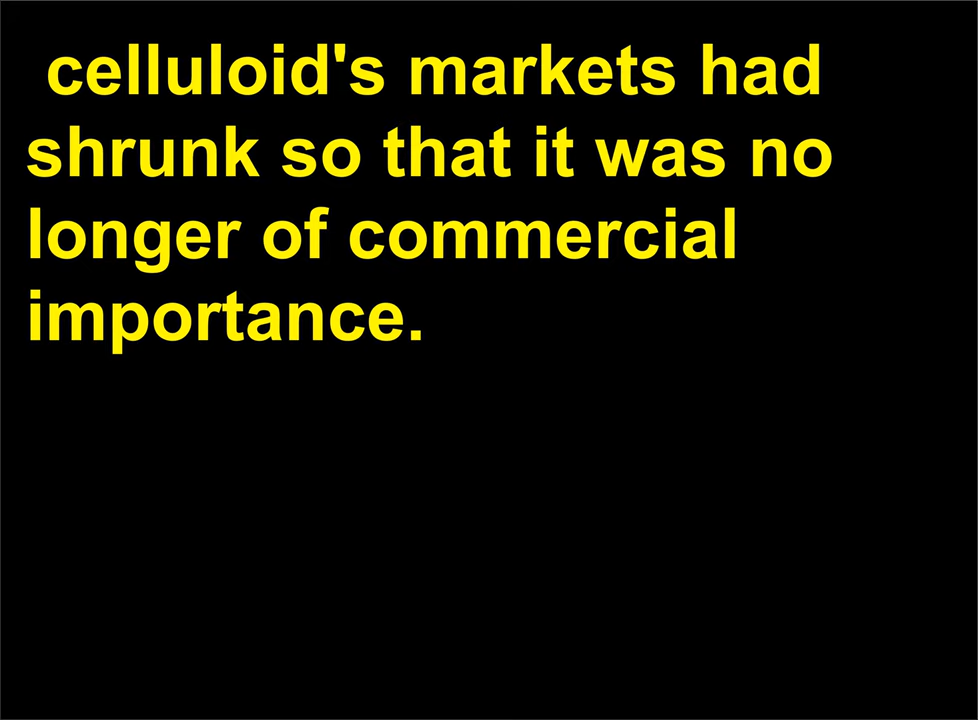 celluloid's markets had
shrunk so that it was no
longer of commercial
importance.